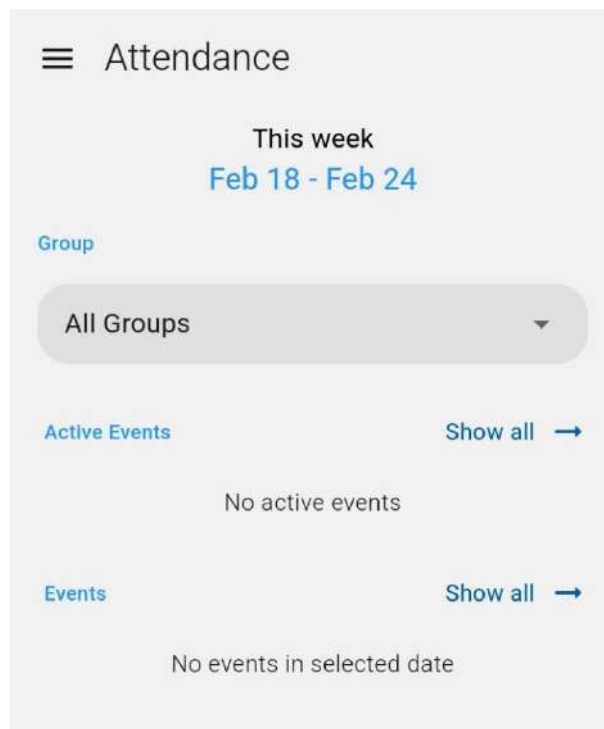 Attendance
This week
Feb 18 - Feb 24
Group
All Groups
Active Events Show all →
No active events
Events Show all →
No events in selected date